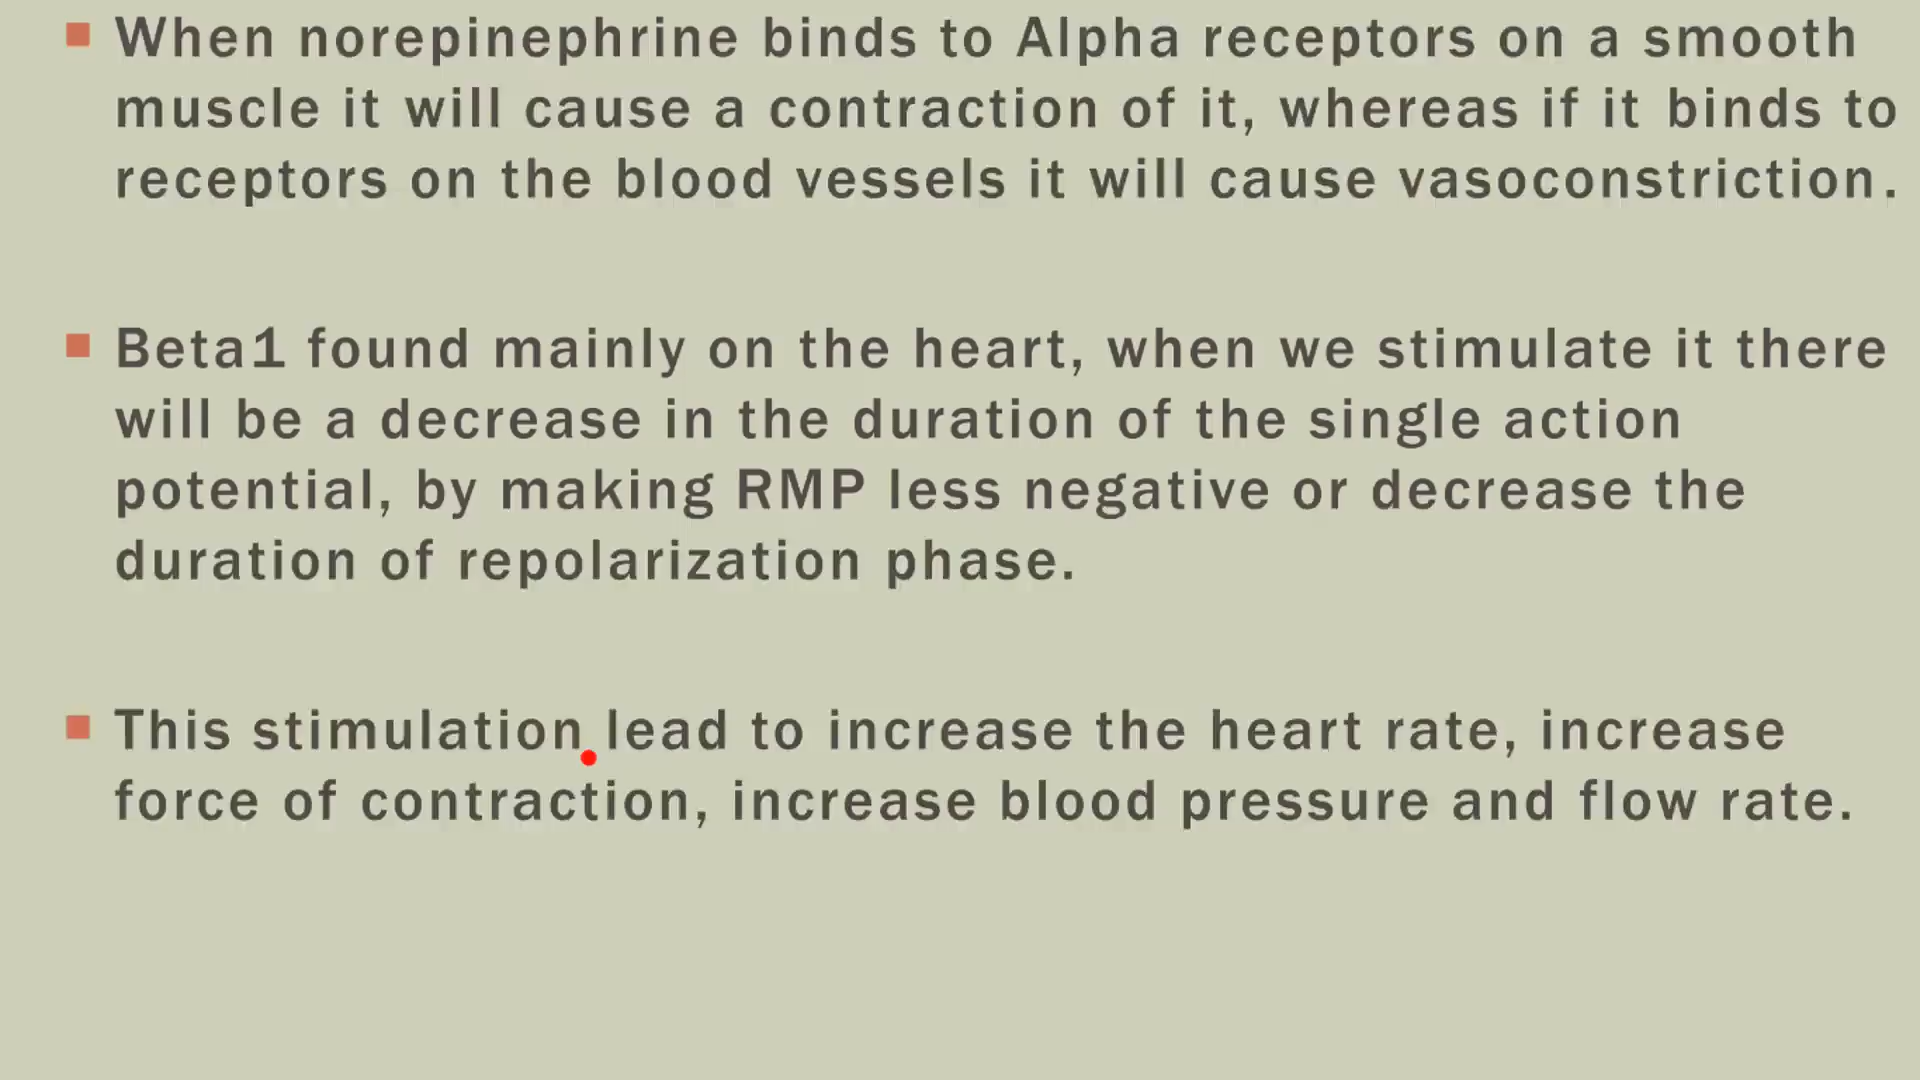 When norepinephrine binds to Alpha receptors on a smooth
muscle it will cause a contraction of it, whereas if it binds to
receptors on the blood vessels it will cause vasoconstriction.
Beta1 found mainly on the heart, when we stimulate it there
will be a decrease in the duration of the single action
potential, by making RMP less negative or decrease the
duration of repolarization phase.
This stimulation lead to increase the heart rate, increase
force of contraction, increase blood pressure and flow rate.